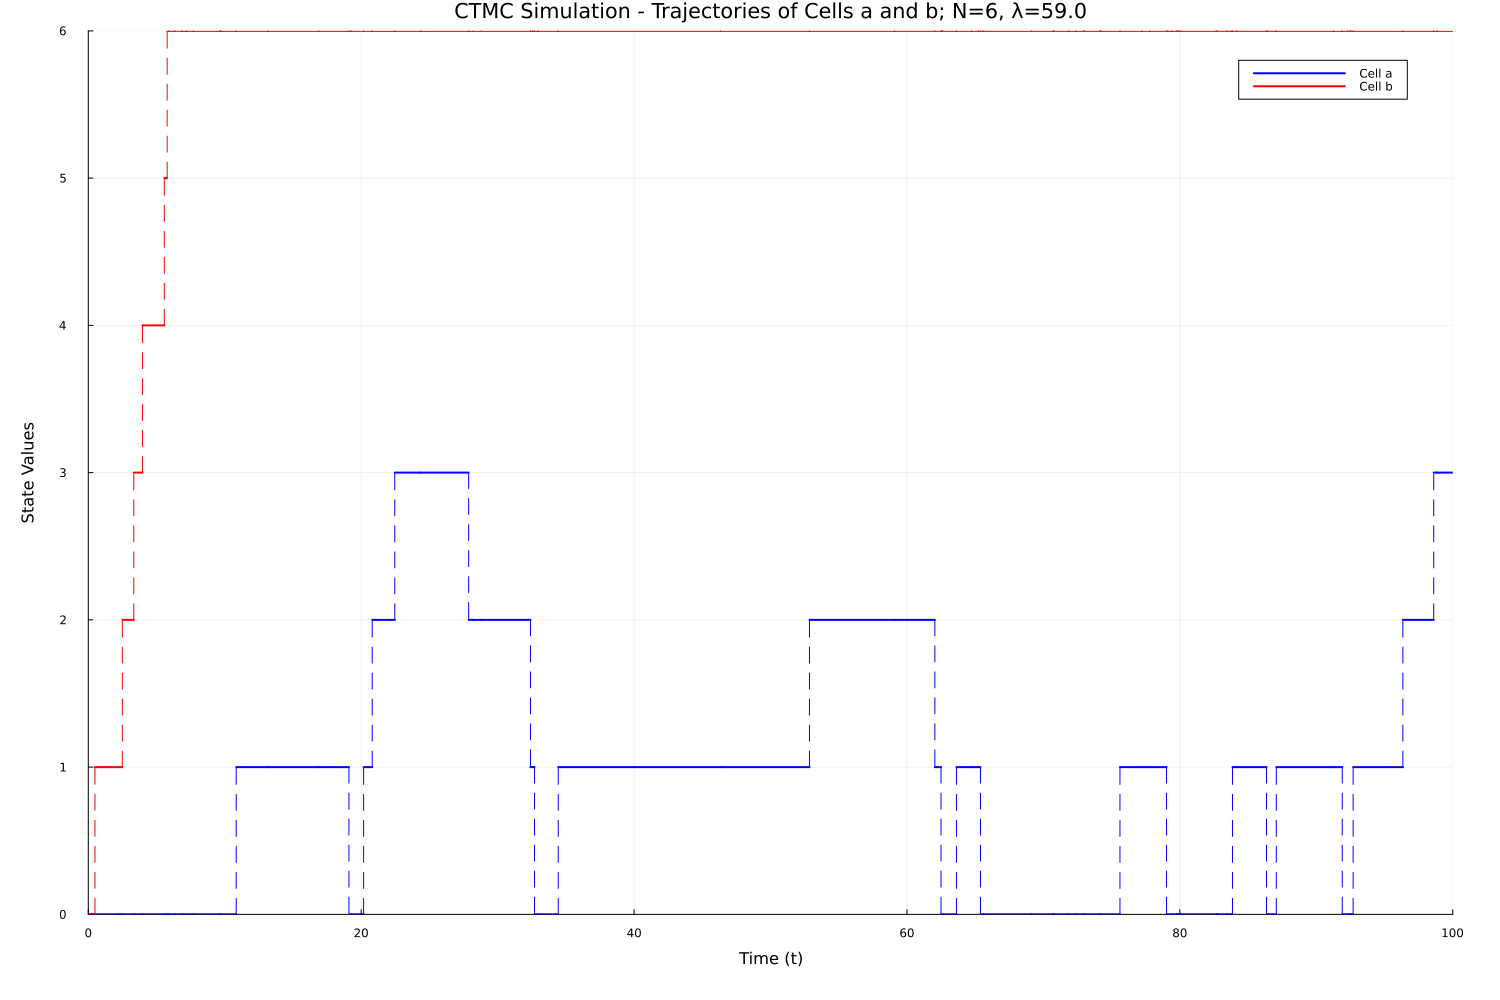 CTMC Simulation - Trajectories of Cells a and b; N=6, λ=59.0
6
Cell a
Cell b
5
4
State Values
3
2
1
0
0 20 40 60 80 100
Time (t)